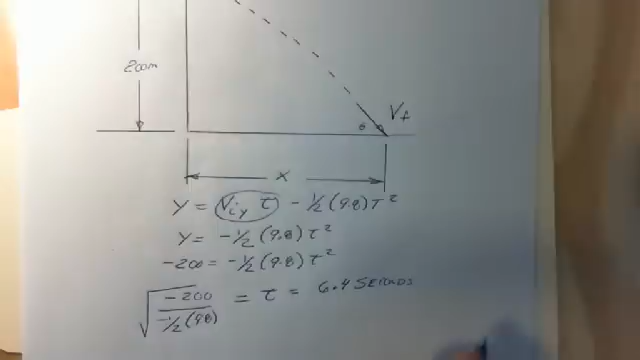 200m
θ
Vf
X
Y = Viy T - 1/2 (9.8) T²
Y = -1/2 (9.8) T²
-200 = -1/2 (9.8) T²
√(-200 / -1/2 (9.8)) = T = 6.4 SECONDS